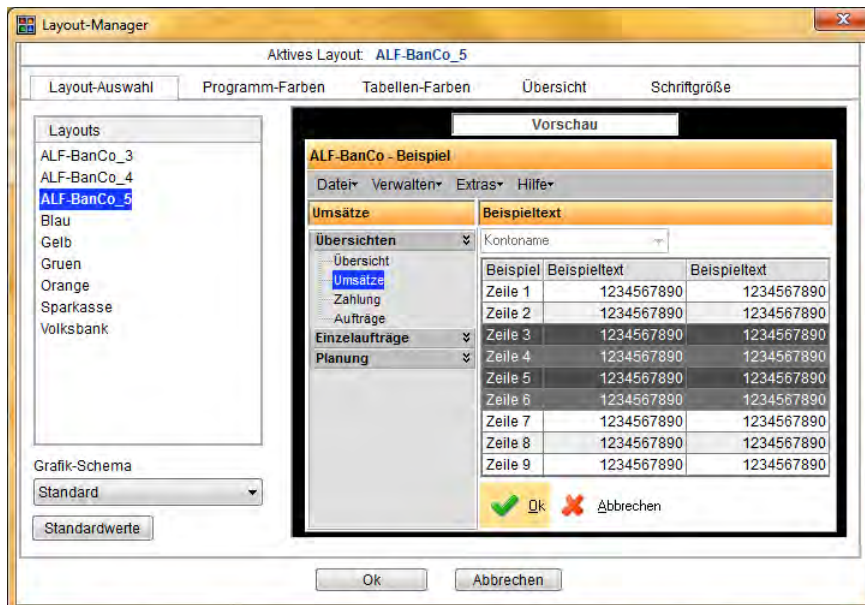 Layout-Manager
Aktives Layout: ALF-BanCo_5
Layout-Auswahl Programm-Farben Tabellen-Farben Übersicht Schriftgröße
Layouts
ALF-BanCo_3
ALF-BanCo_4
ALF-BanCo_5
Blau
Gelb
Gruen
Orange
Sparkasse
Volksbank
Grafik-Schema
Standard
Standardwerte
Vorschau
ALF-BanCo - Beispiel
Datei Verwalten Extras Hilfe
Umsätze
Übersichten
Übersicht
Umsätze
Zahlung
Aufträge
Einzelaufträge
Planung
Beispieltext
Kontoname
Beispiel Beispieltext Beispieltext
Zeile 1 1234567890 1234567890
Zeile 2 1234567890 1234567890
Zeile 3 1234567890 1234567890
Zeile 4 1234567890 1234567890
Zeile 5 1234567890 1234567890
Zeile 6 1234567890 1234567890
Zeile 7 1234567890 1234567890
Zeile 8 1234567890 1234567890
Zeile 9 1234567890 1234567890
Ok Abbrechen
Ok Abbrechen